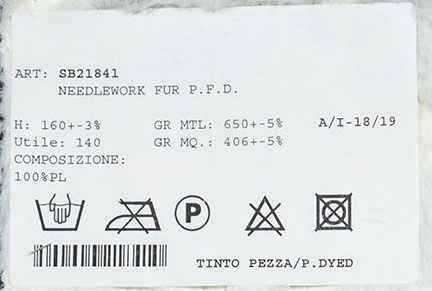 ART: SB21841
NEEDLEWORK FUR P.F.D.
H: 160+-3% GR MTL: 650+-5% A/I-18/19
Utile: 140 GR MQ.: 406+-5%
COMPOSIZIONE:
100%PL
P
TINTO PEZZA/P.DYED